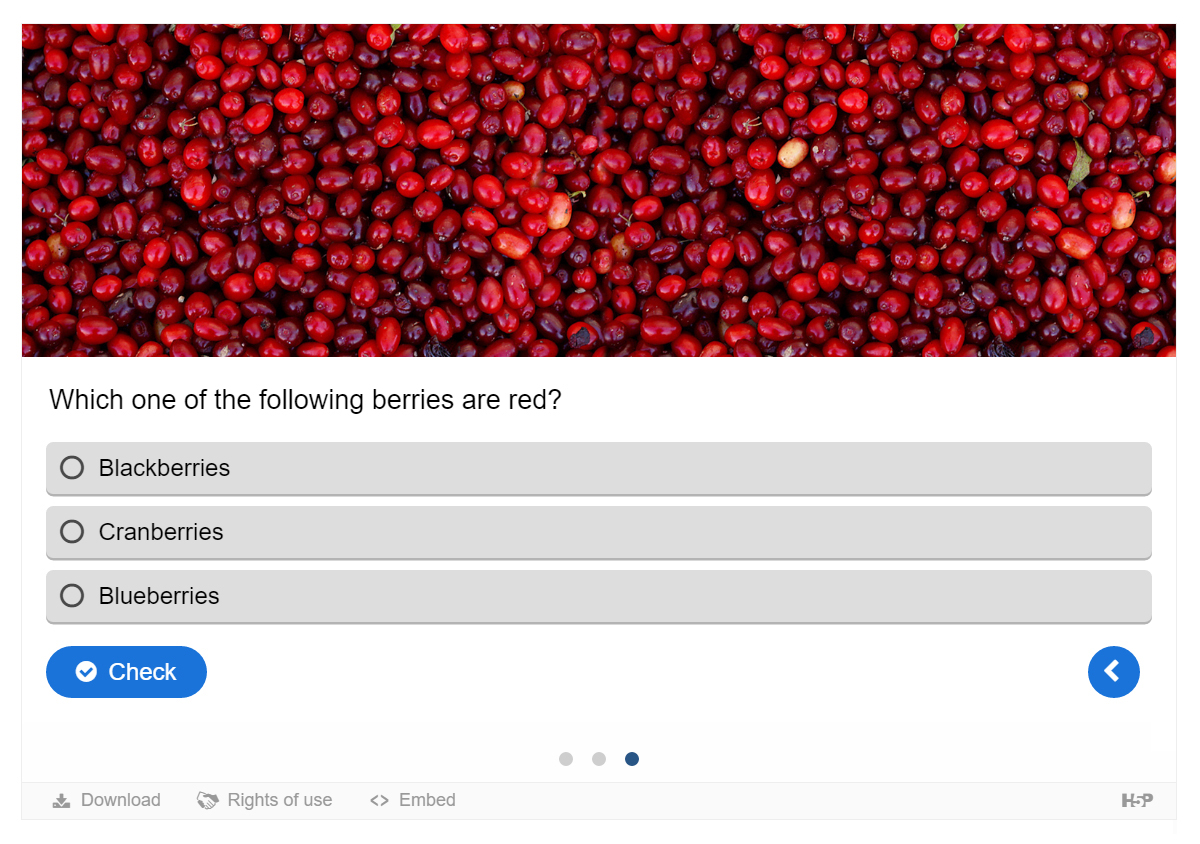 Which one of the following berries are red?
Blackberries
Cranberries
Blueberries
Check
Download Rights of use <> Embed H5P